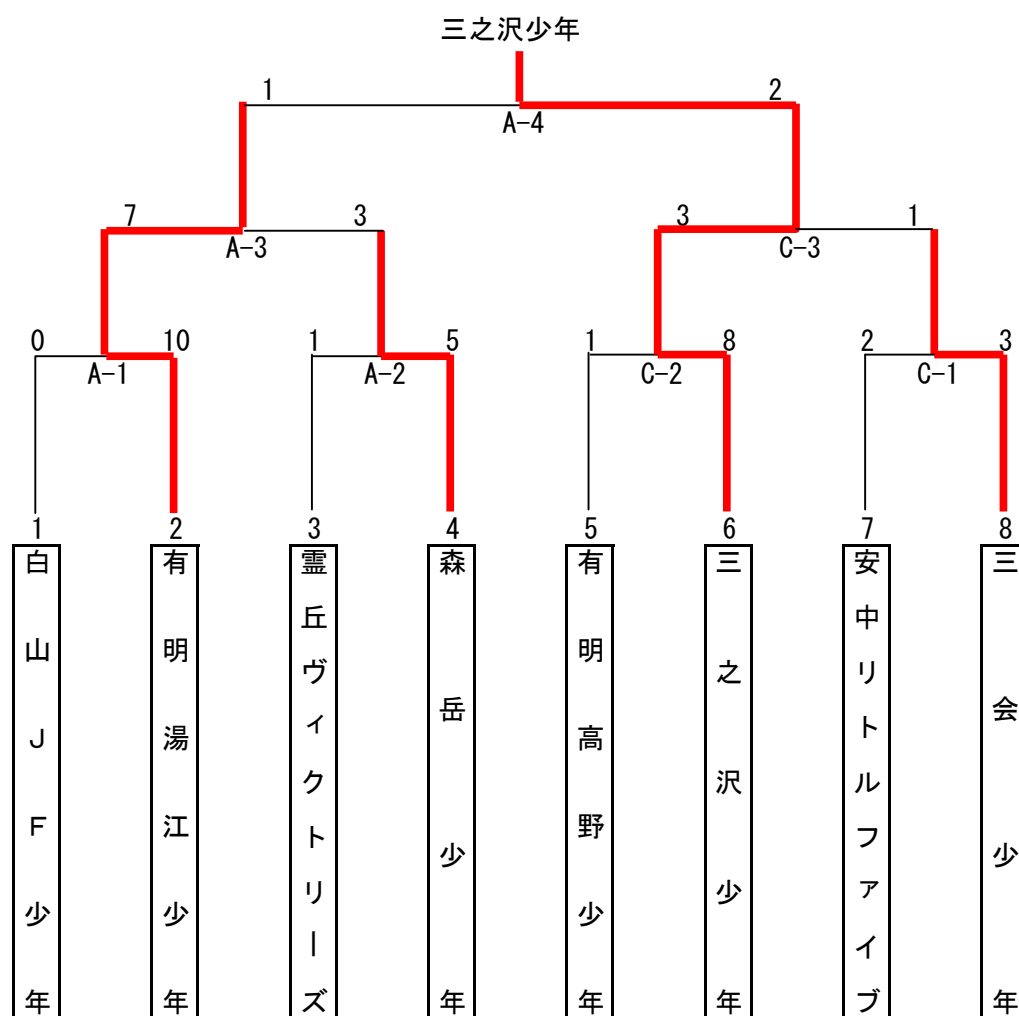 三之沢少年
1 2
A-4
7 3 3 1
A-3 C-3
0 10 1 5 1 8 2 3
A-1 A-2 C-2 C-1
1 2 3 4 5 6 7 8
白山JF少年
有明湯江少年
霊丘ヴィクトリーズ
森岳少年
有明高野少年
三之沢少年
安中リトルファイブ
三会少年